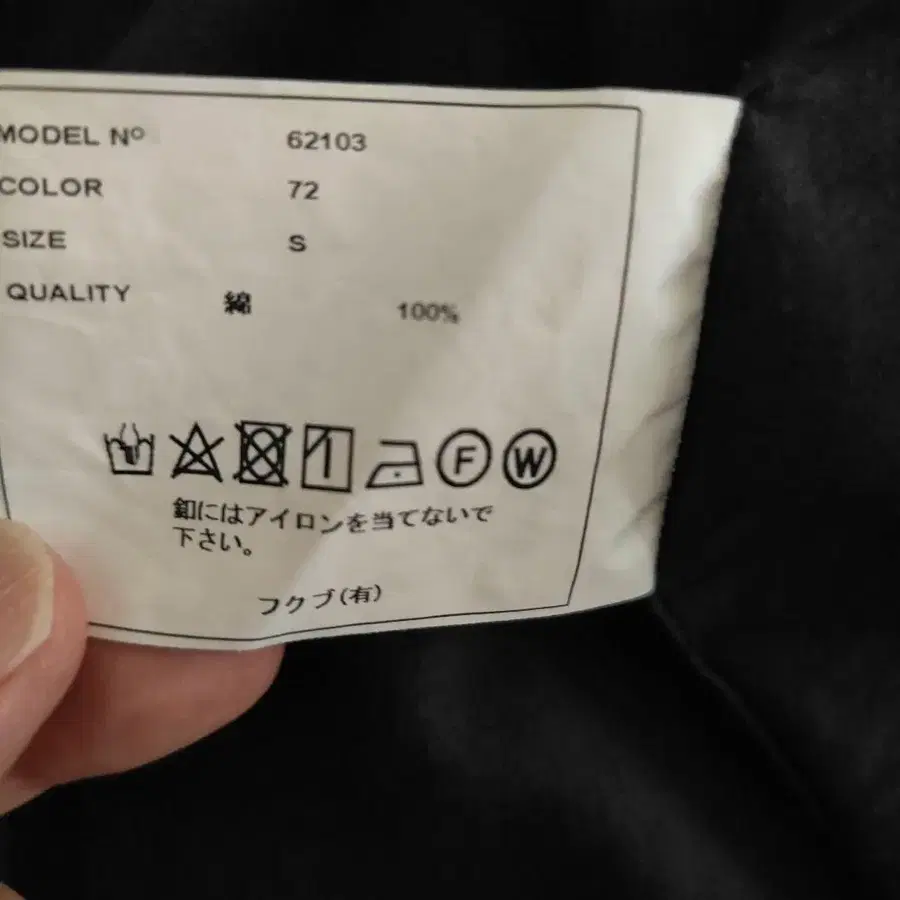 MODEL Nº 62103
COLOR 72
SIZE S
QUALITY 綿 100%
F W
釦にはアイロンを当てないで
下さい。
フクブ(有)